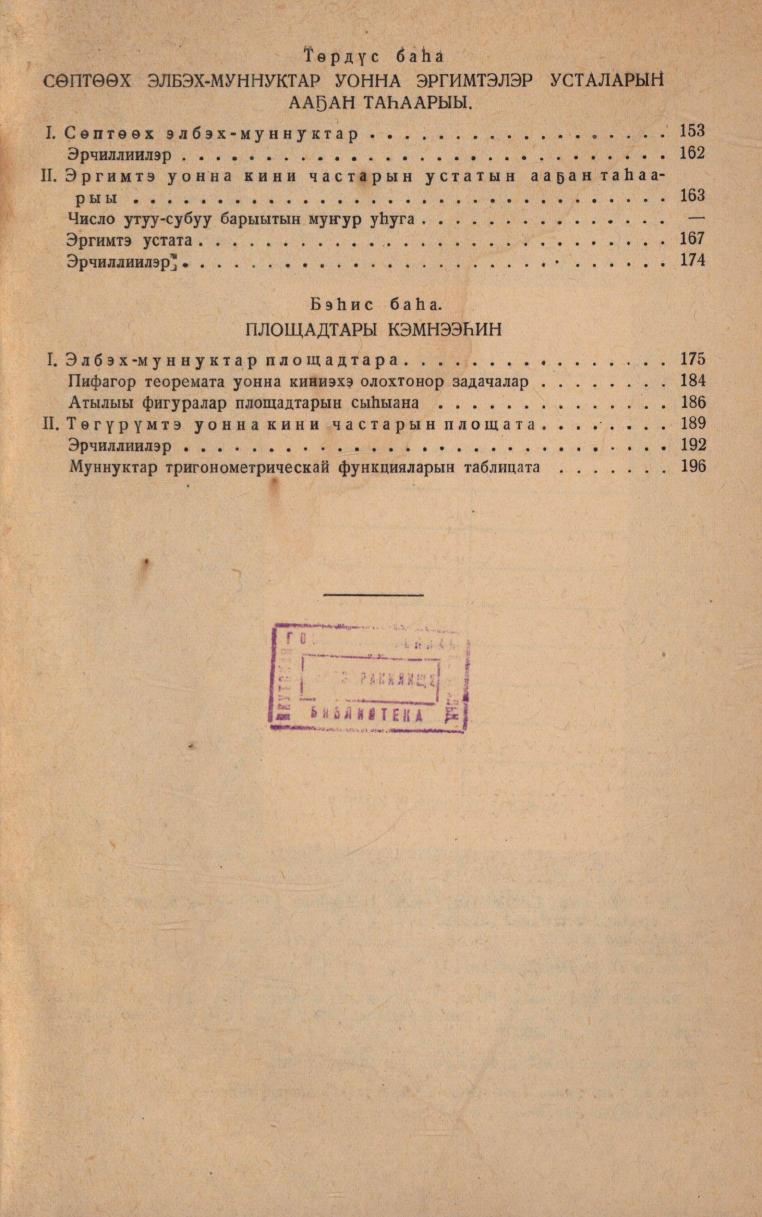 Төрдүс баһа
СӨПТӨӨХ ЭЛБЭХ-МУННУКТАР УОННА ЭРГИМТЭЛЭР УСТАЛАРЫН
ААҔАН ТАҺААРЫЫ.
I. Сөптөөх элбэх-муннуктар . . . . . . . . . . . . . . . . . . 153
Эрчиллиилэр . . . . . . . . . . . . . . . . . . . . . . . . . . . . . 162
II. Эргимтэ уонна кини частарын устатын ааҕан таһаа-
рыы . . . . . . . . . . . . . . . . . . . . . . . . . . . . . . . . 163
Число утуу-субуу барыытын муҥур уһуга . . . . . . . . . . . . . . . —
Эргимтэ устата . . . . . . . . . . . . . . . . . . . . . . . . . . . . 167
Эрчиллиилэр . . . . . . . . . . . . . . . . . . . . . . . . . . . . . 174
Бэһис баһа.
ПЛОЩАДТАРЫ КЭМНЭЭҺИН
I. Элбэх-муннуктар площадтара . . . . . . . . . . . . . . . . 175
Пифагор теоремата уонна киниэхэ олохтонор задачалар . . . . . . . . 184
Атылыы фигуралар площадтарын сыһыана . . . . . . . . . . . . . . 186
II. Төгүрүмтэ уонна кини частарын площата . . . . . . . . 189
Эрчиллиилэр . . . . . . . . . . . . . . . . . . . . . . . . . . . . . 192
Муннуктар тригонометрическай функцияларын таблицата . . . . . . . 196
БИБЛИОТЕКА